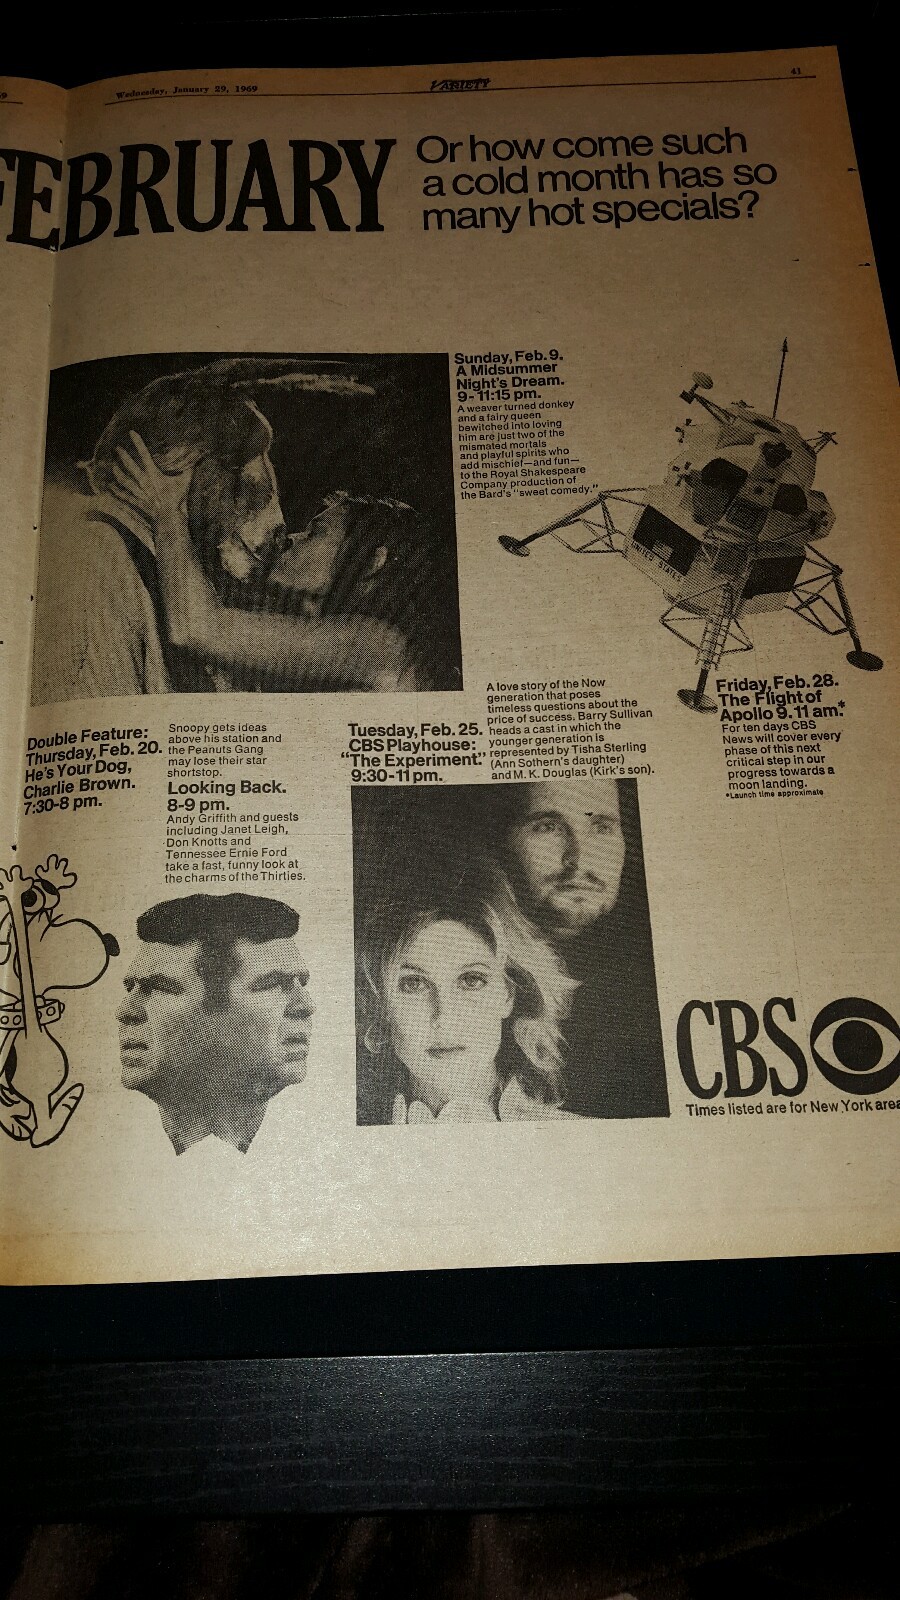 9
Wednesday, January 29, 1969
VARIETY
41
FEBRUARY
Or how come such
a cold month has so
many hot specials?
Sunday, Feb. 9.
A Midsummer
Night's Dream.
9-11:15 pm.
A weaver turned donkey
and a fairy queen
bewitched into loving
him are just two of the
mismated mortals
and playful spirits who
add mischief—and fun—
to the Royal Shakespeare
Company production of
the Bard's "sweet comedy."
UNITED STATES
Double Feature:
Thursday, Feb. 20.
He's Your Dog,
Charlie Brown.
7:30-8 pm.
Snoopy gets ideas
above his station and
the Peanuts Gang
may lose their star
shortstop.
Looking Back.
8-9 pm.
Andy Griffith and guests
including Janet Leigh,
Don Knotts and
Tennessee Ernie Ford
take a fast, funny look at
the charms of the Thirties.
Tuesday, Feb. 25.
CBS Playhouse:
"The Experiment."
9:30-11 pm.
A love story of the Now
generation that poses
timeless questions about the
price of success. Barry Sullivan
heads a cast in which the
younger generation is
represented by Tisha Sterling
(Ann Sothern's daughter)
and M. K. Douglas (Kirk's son).
Friday, Feb. 28.
The Flight of
Apollo 9. 11 am.*
For ten days CBS
News will cover every
phase of this next
critical step in our
progress towards a
moon landing.
*Launch time approximate
CBS
Times listed are for New York area